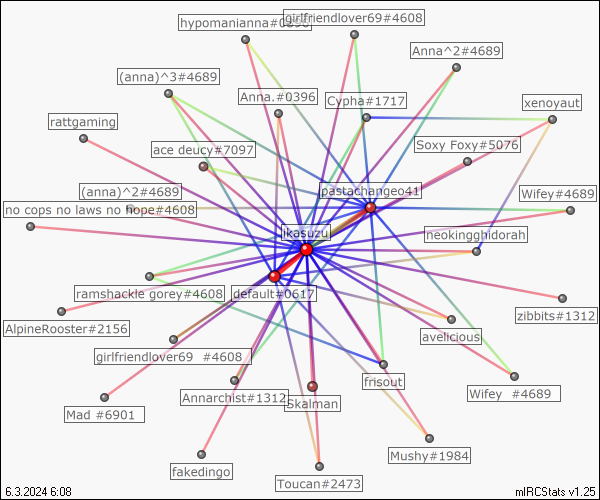 hypomanianna#0396
girlfriendlover69#4608
Anna^2#4689
(anna)^3#4689
Anna.#0396
Cypha#1717
xenoyaut
rattgaming
ace deucy#7097
Soxy Foxy#5076
(anna)^2#4689
pastachangeo41
Wifey#4689
no cops no laws no hope#4608
ikasuzu
neokingghidorah
ramshackle gorey#4608
default#0617
AlpineRooster#2156
zibbits#1312
avelicious
girlfriendlover69 #4608
frisout
Mad #6901
Annarchist#1312
Skalman
Wifey #4689
Mushy#1984
fakedingo
Toucan#2473
6.3.2024 6:08
mIRCStats v1.25